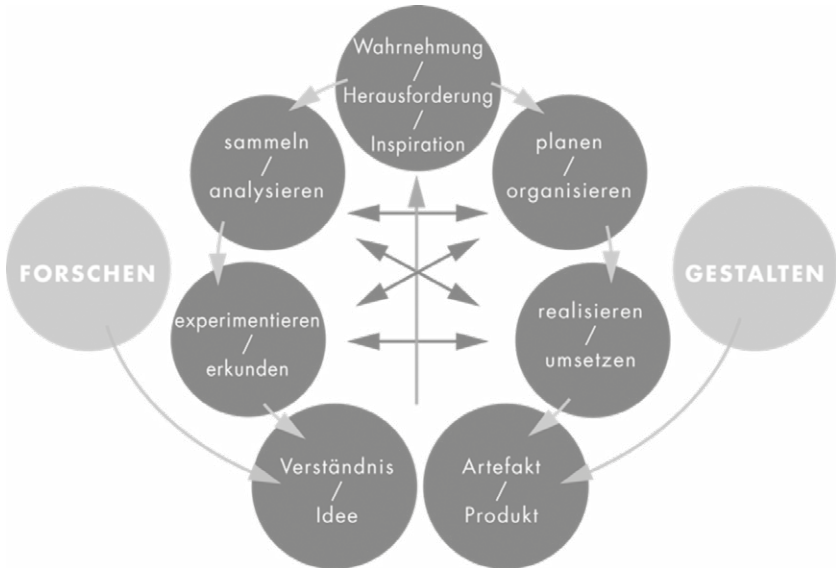 Wahrnehmung
/
Herausforderung
/
Inspiration
sammeln
/
analysieren
planen
/
organisieren
FORSCHEN
GESTALTEN
experimentieren
/
erkunden
realisieren
/
umsetzen
Verständnis
/
Idee
Artefakt
/
Produkt